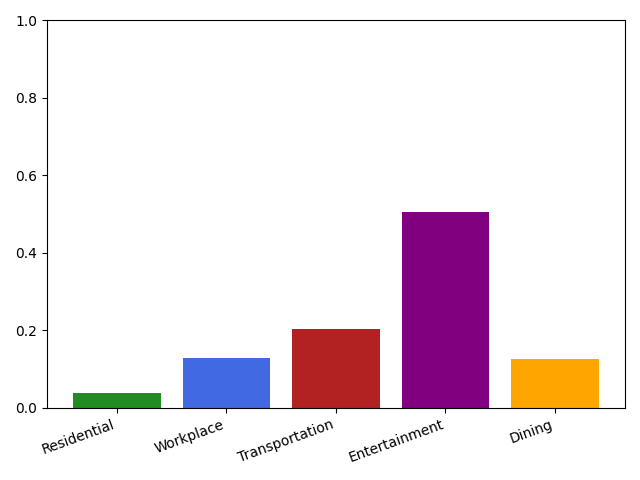 1.0
0.8
0.6
0.4
0.2
0.0
Residential
Workplace
Transportation
Entertainment
Dining